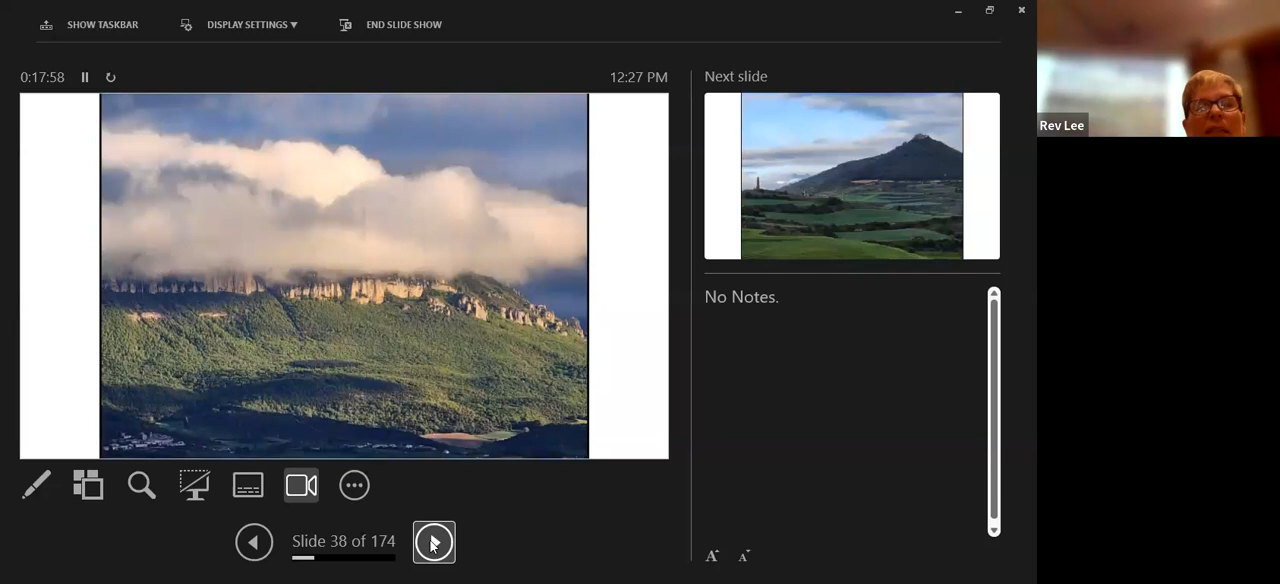 SHOW TASKBAR
DISPLAY SETTINGS ▼
END SLIDE SHOW
0:17:58
12:27 PM
Next slide
Rev Lee
No Notes.
Slide 38 of 174
A A